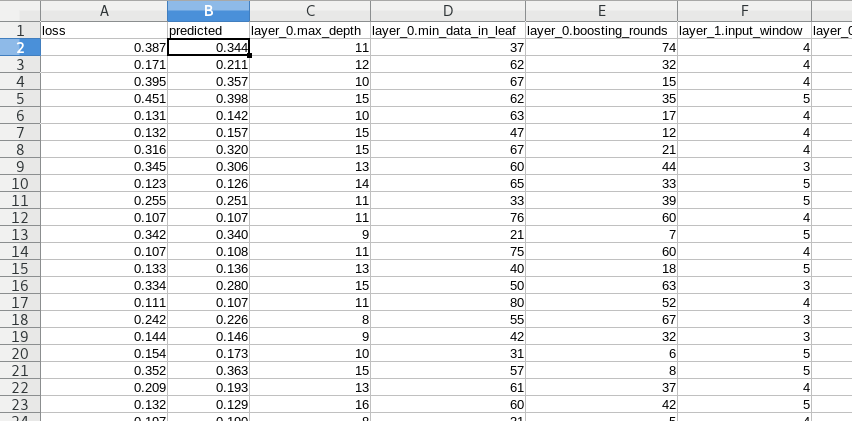 A B C D E F
1 loss predicted layer_0.max_depth layer_0.min_data_in_leaf layer_0.boosting_rounds layer_1.input_window
2 0.387 0.344 11 37 74 4
3 0.171 0.211 12 62 32 4
4 0.395 0.357 10 67 15 4
5 0.451 0.398 15 62 35 5
6 0.131 0.142 10 63 17 4
7 0.132 0.157 15 47 12 4
8 0.316 0.320 15 67 21 4
9 0.345 0.306 13 60 44 3
10 0.123 0.126 14 65 33 5
11 0.255 0.251 11 33 39 5
12 0.107 0.107 11 76 60 4
13 0.342 0.340 9 21 7 5
14 0.107 0.108 11 75 60 4
15 0.133 0.136 13 40 18 5
16 0.334 0.280 15 50 63 3
17 0.111 0.107 11 80 52 4
18 0.242 0.226 8 55 67 3
19 0.144 0.146 9 42 32 3
20 0.154 0.173 10 31 6 5
21 0.352 0.363 15 57 8 5
22 0.209 0.193 13 61 37 4
23 0.132 0.129 16 60 42 5